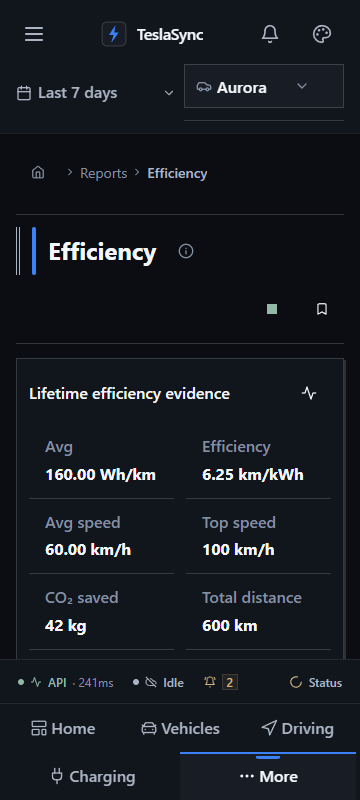 TeslaSync
Last 7 days
Aurora
Reports
Efficiency
Efficiency
Lifetime efficiency evidence
Avg
Efficiency
160.00 Wh/km
6.25 km/kWh
Avg speed
Top speed
60.00 km/h
100 km/h
CO₂ saved
Total distance
42 kg
600 km
API · 241ms
Idle
2
Status
Home
Vehicles
Driving
Charging
More